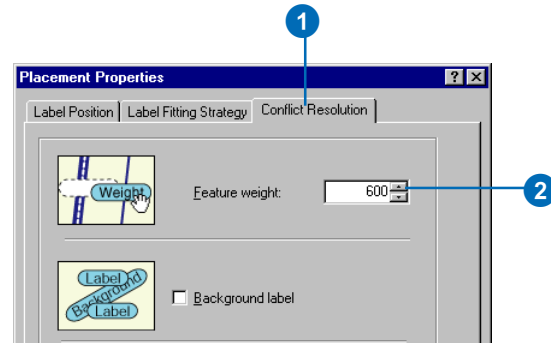 1
Placement Properties
Label Position Label Fitting Strategy Conflict Resolution
Weight
Feature weight: 600
2
Label
Background
Label
Background label